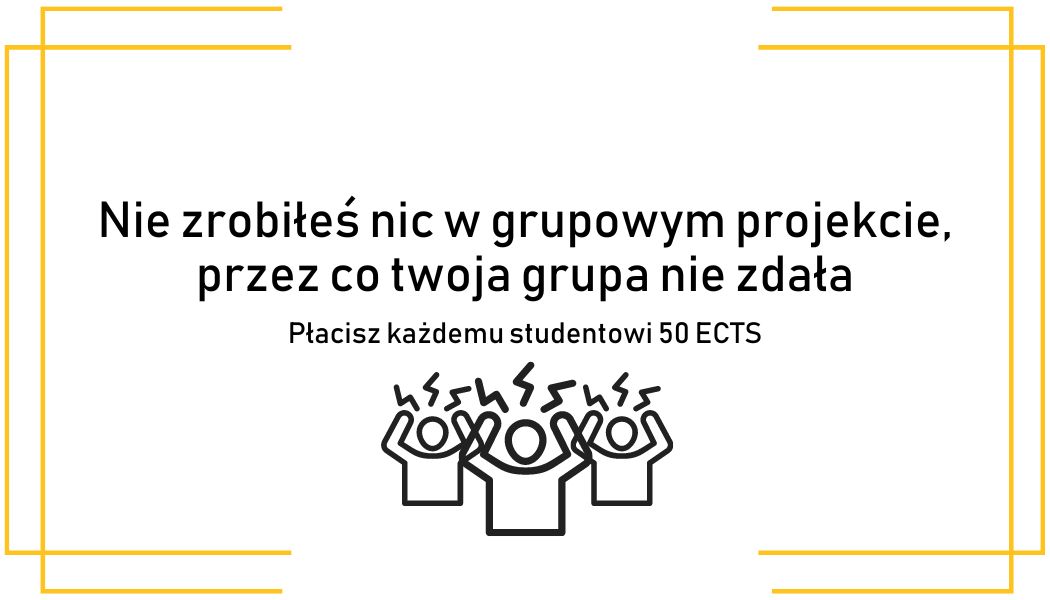 Nie zrobiłeś nic w grupowym projekcie,
przez co twoja grupa nie zdała
Płacisz każdemu studentowi 50 ECTS